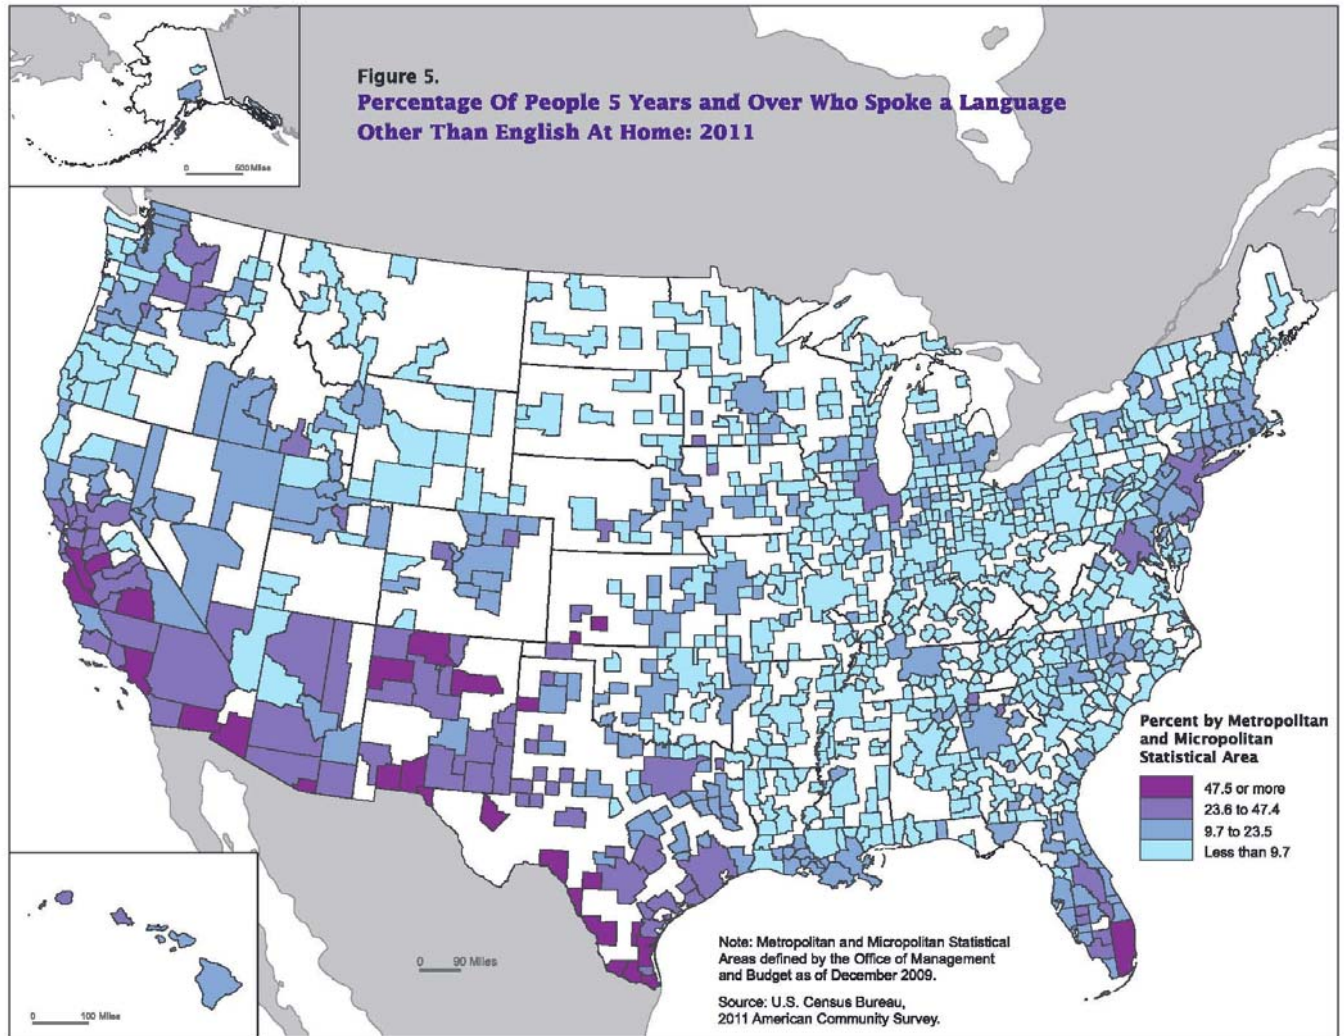 0 500 Miles
Figure 5.
Percentage Of People 5 Years and Over Who Spoke a Language
Other Than English At Home: 2011
Percent by Metropolitan
and Micropolitan
Statistical Area
47.5 or more
23.6 to 47.4
9.7 to 23.5
Less than 9.7
0 100 Miles
0 90 Miles
Note: Metropolitan and Micropolitan Statistical
Areas defined by the Office of Management
and Budget as of December 2009.
Source: U.S. Census Bureau,
2011 American Community Survey.